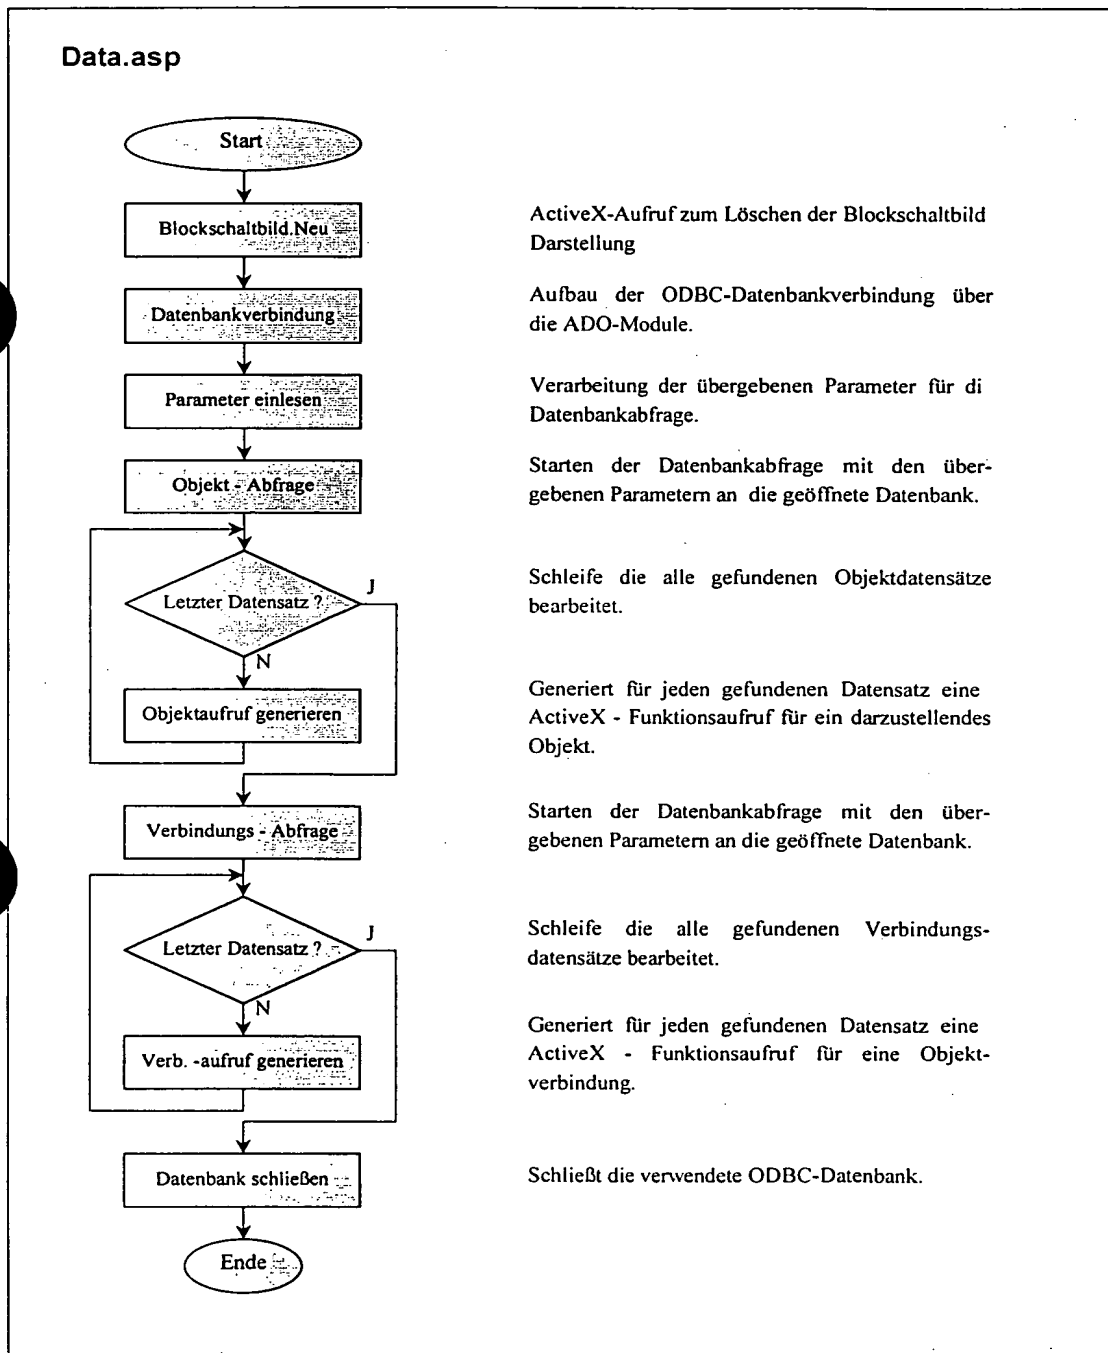 Data.asp
Start
Blockschaltbild.Neu
ActiveX-Aufruf zum Löschen der Blockschaltbild
Darstellung
Datenbankverbindung
Aufbau der ODBC-Datenbankverbindung über
die ADO-Module.
Parameter einlesen
Verarbeitung der übergebenen Parameter für di
Datenbankabfrage.
Objekt - Abfrage
Starten der Datenbankabfrage mit den über-
gebenen Parametern an die geöffnete Datenbank.
Letzter Datensatz ?
J
N
Schleife die alle gefundenen Objektdatensätze
bearbeitet.
Objektaufruf generieren
Generiert für jeden gefundenen Datensatz eine
ActiveX - Funktionsaufruf für ein darzustellendes
Objekt.
Verbindungs - Abfrage
Starten der Datenbankabfrage mit den über-
gebenen Parametern an die geöffnete Datenbank.
Letzter Datensatz ?
J
N
Schleife die alle gefundenen Verbindungs-
datensätze bearbeitet.
Verb. -aufruf generieren
Generiert für jeden gefundenen Datensatz eine
ActiveX - Funktionsaufruf für eine Objekt-
verbindung.
Datenbank schließen
Schließt die verwendete ODBC-Datenbank.
Ende